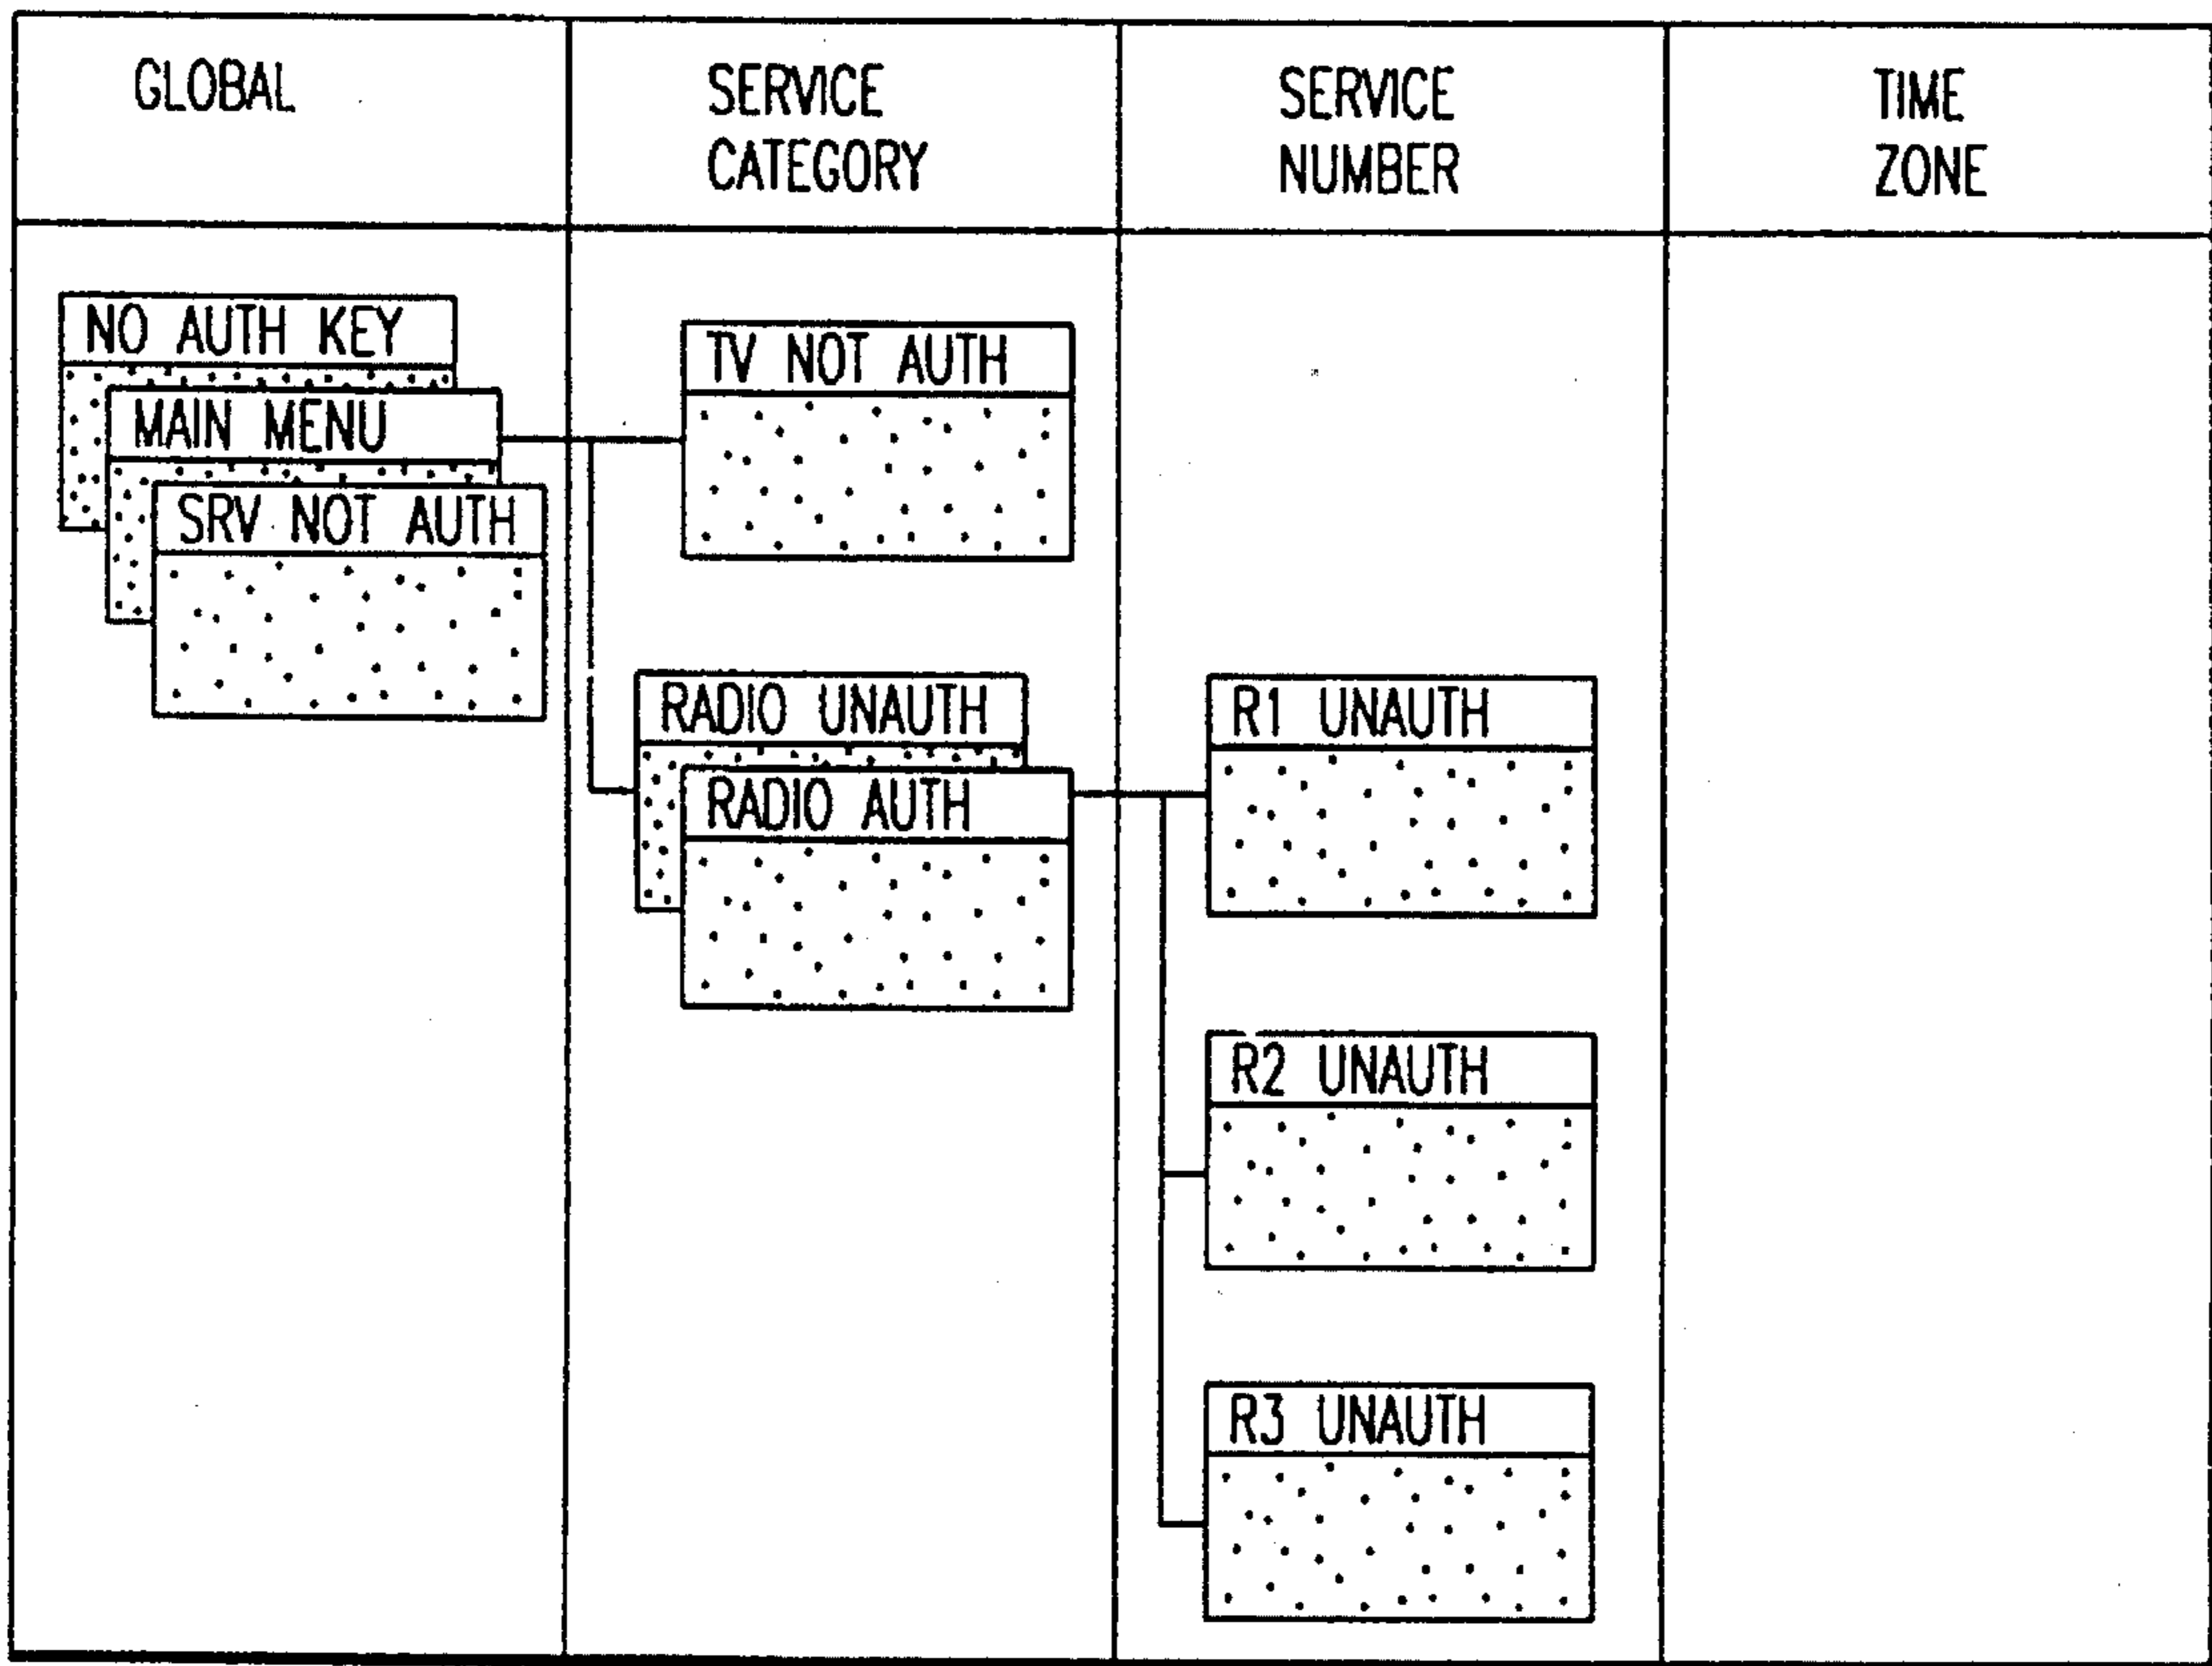 GLOBAL
SERVICE
CATEGORY
SERVICE
NUMBER
TIME
ZONE
NO AUTH KEY
MAIN MENU
SRV NOT AUTH
TV NOT AUTH
RADIO UNAUTH
RADIO AUTH
R1 UNAUTH
R2 UNAUTH
R3 UNAUTH